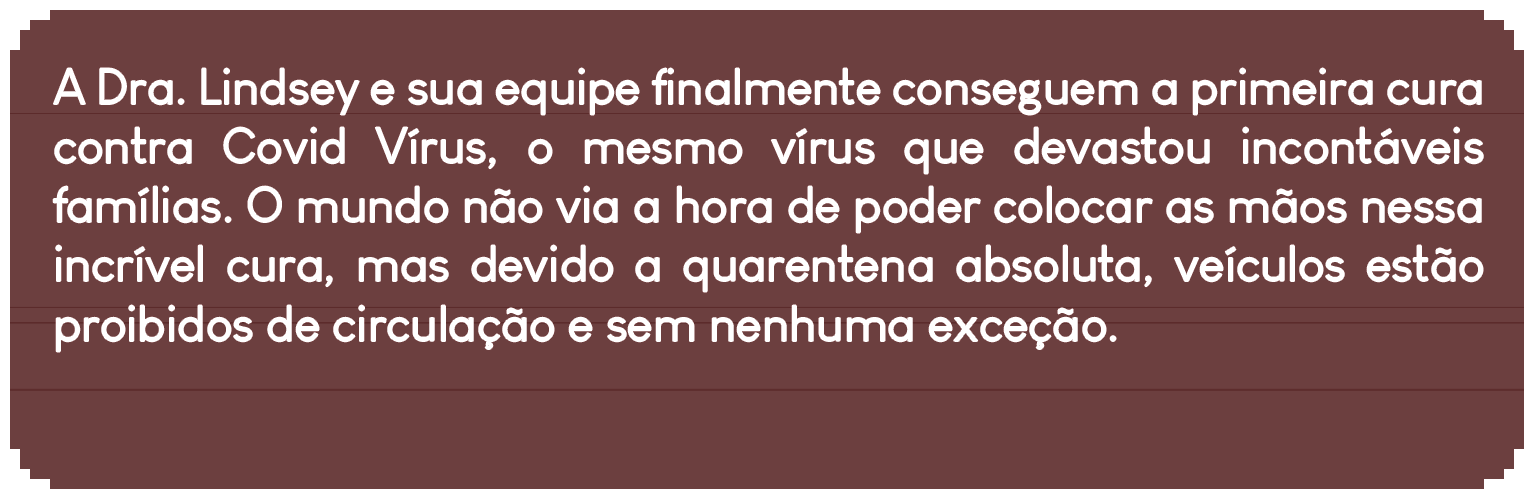 A Dra. Lindsey e sua equipe finalmente conseguem a primeira cura
contra Covid Vírus, o mesmo vírus que devastou incontáveis
famílias. O mundo não via a hora de poder colocar as mãos nessa
incrível cura, mas devido a quarentena absoluta, veículos estão
proibidos de circulação e sem nenhuma exceção.